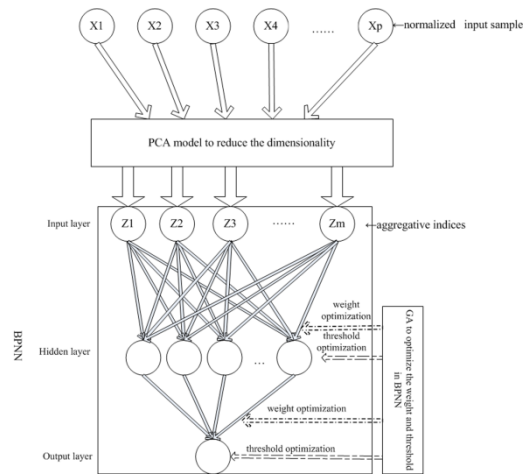 X1 X2 X3 X4 ...... Xp normalized input sample
PCA model to reduce the dimensionality
Input layer Z1 Z2 Z3 ...... Zm aggregative indices
weight
optimization
threshold
optimization
GA to optimize the weight and threshold
in BPNN
BPNN
Hidden layer ...
weight optimization
threshold optimization
Output layer